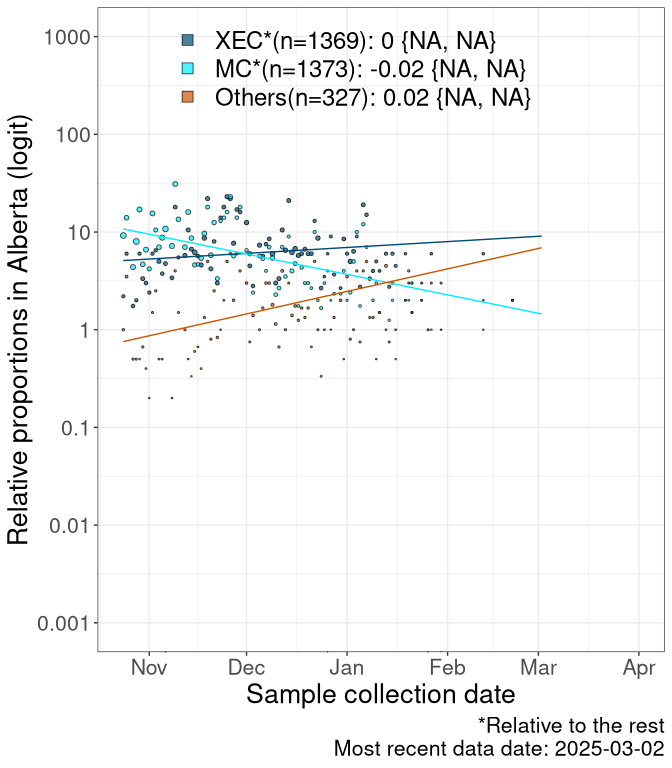 XEC*(n=1369): 0 {NA, NA}
MC*(n=1373): -0.02 {NA, NA}
Others(n=327): 0.02 {NA, NA}
Relative proportions in Alberta (logit)
1000
100
10
1
0.1
0.01
0.001
Nov Dec Jan Feb Mar Apr
Sample collection date
*Relative to the rest
Most recent data date: 2025-03-02